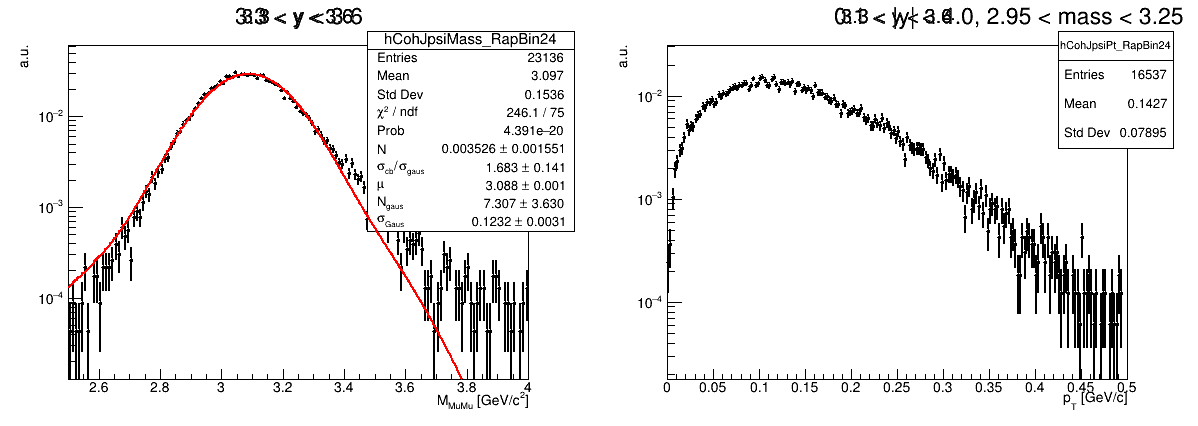 a.u.
hCohJpsiMass_RapBin24
Entries 23136
Mean 3.097
Std Dev 0.1536
χ² / ndf 246.1 / 75
Prob 4.391e-20
N 0.003526 ± 0.001551
σcb/σgaus 1.683 ± 0.141
μ 3.088 ± 0.001
Ngaus 7.307 ± 3.630
σGaus 0.1232 ± 0.0031
10⁻²
10⁻³
10⁻⁴
2.6 2.8 3 3.2 3.4 3.6 3.8 4
MMuMu [GeV/c²]
4.0, 2.95 < mass < 3.25
a.u.
hCohJpsiPt_RapBin24
Entries 16537
Mean 0.1427
Std Dev 0.07895
10⁻²
10⁻³
10⁻⁴
0 0.05 0.1 0.15 0.2 0.25 0.3 0.35 0.4 0.45 0.5
pT [GeV/c]